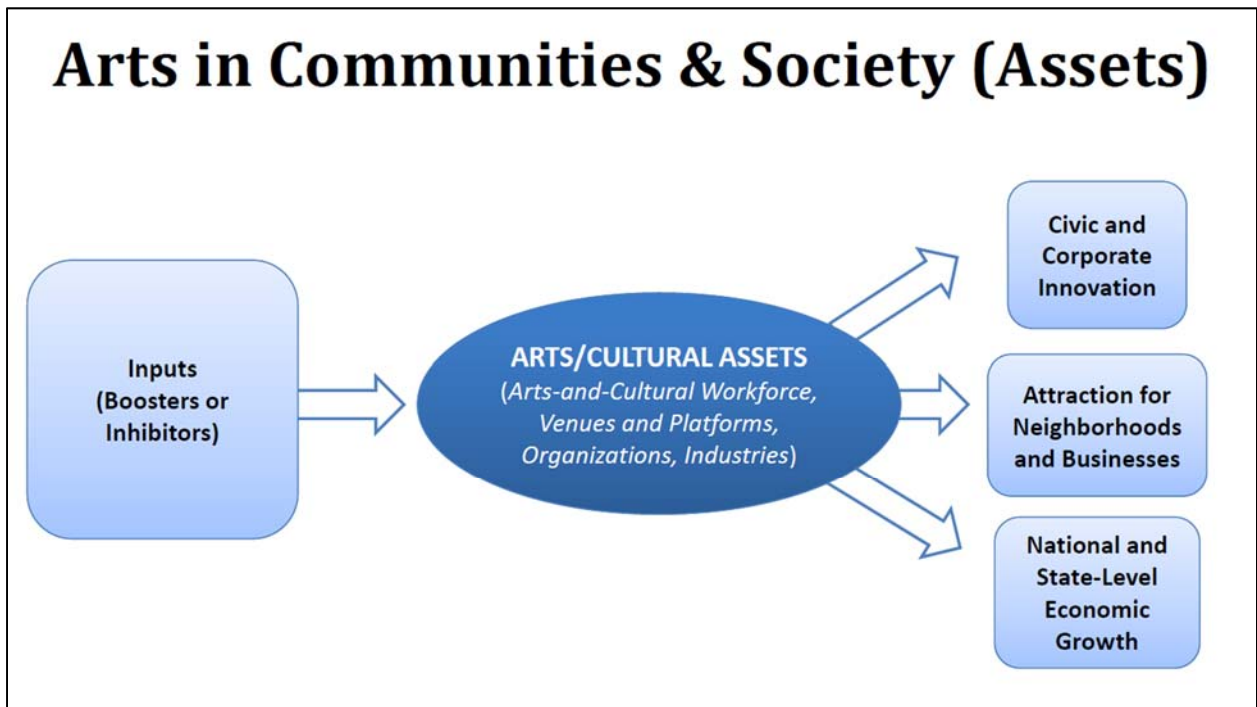 Arts in Communities & Society (Assets)
Inputs
(Boosters or
Inhibitors)
ARTS/CULTURAL ASSETS
(Arts-and-Cultural Workforce,
Venues and Platforms,
Organizations, Industries)
Civic and
Corporate
Innovation
Attraction for
Neighborhoods
and Businesses
National and
State-Level
Economic
Growth